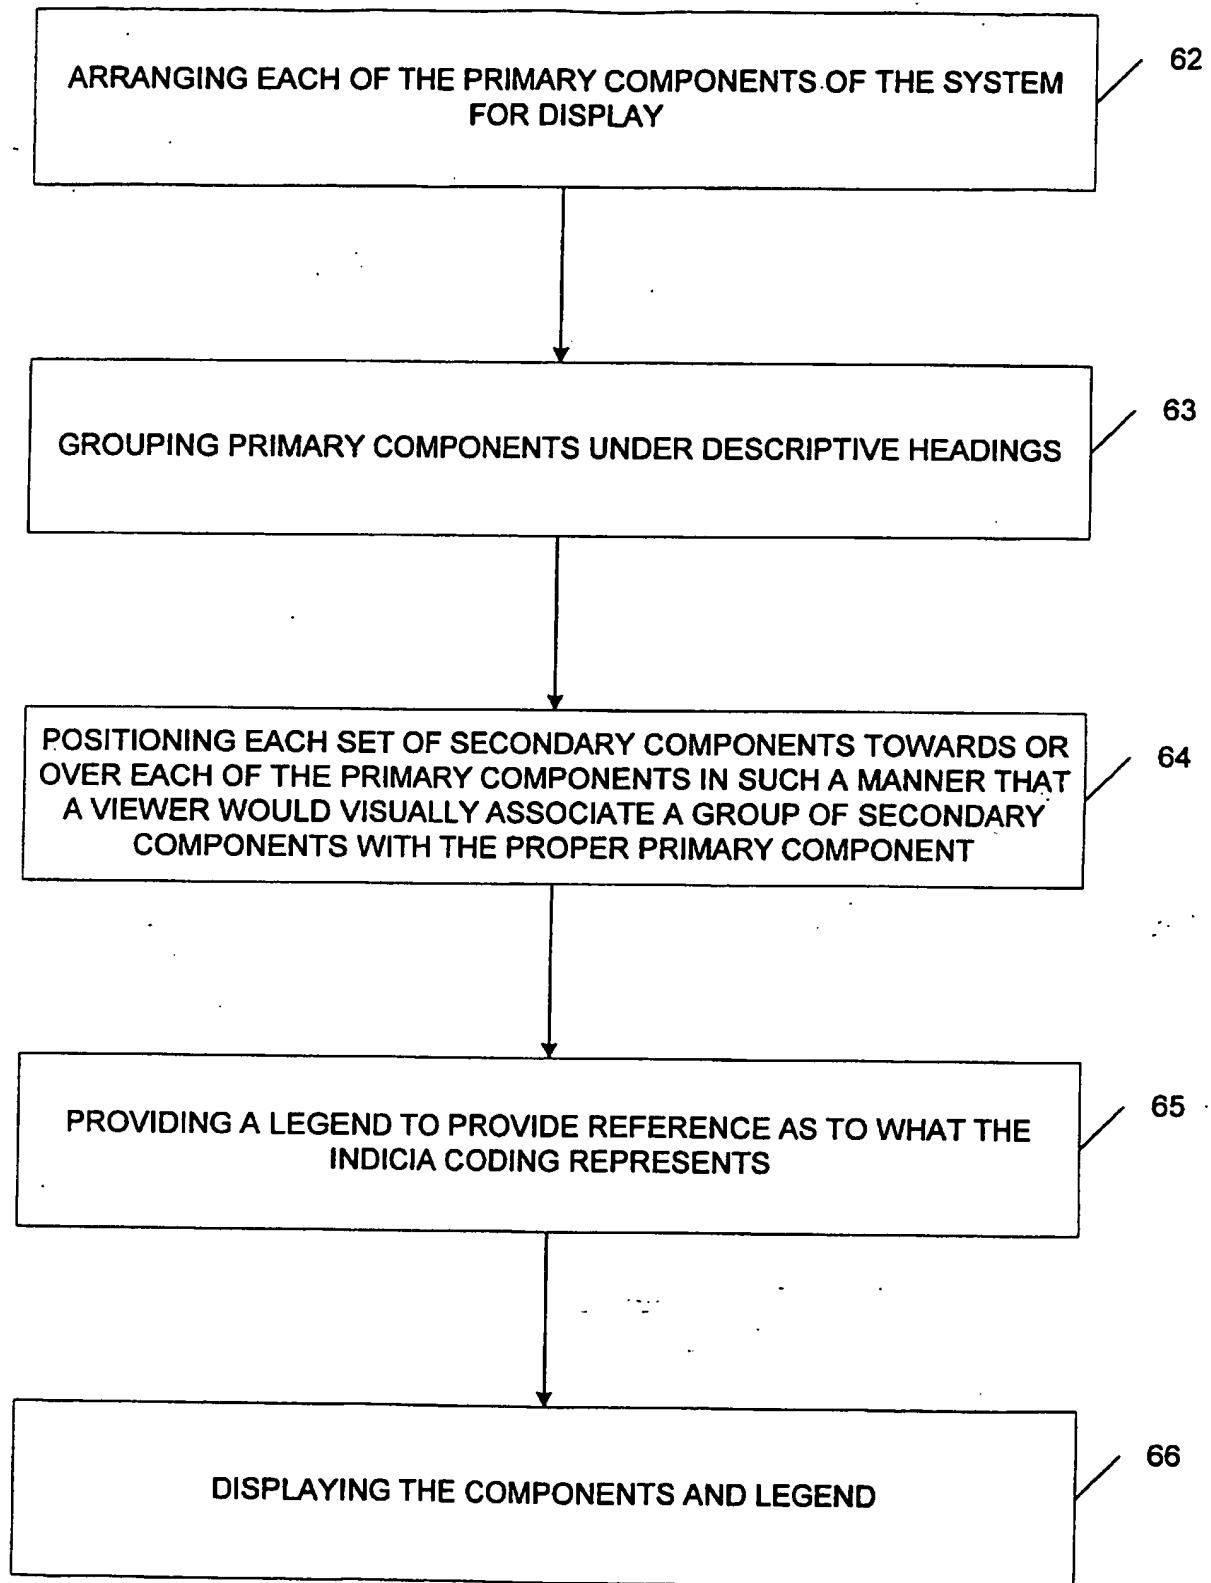 ARRANGING EACH OF THE PRIMARY COMPONENTS OF THE SYSTEM
FOR DISPLAY
62
GROUPING PRIMARY COMPONENTS UNDER DESCRIPTIVE HEADINGS
63
POSITIONING EACH SET OF SECONDARY COMPONENTS TOWARDS OR
OVER EACH OF THE PRIMARY COMPONENTS IN SUCH A MANNER THAT
A VIEWER WOULD VISUALLY ASSOCIATE A GROUP OF SECONDARY
COMPONENTS WITH THE PROPER PRIMARY COMPONENT
64
PROVIDING A LEGEND TO PROVIDE REFERENCE AS TO WHAT THE
INDICIA CODING REPRESENTS
65
DISPLAYING THE COMPONENTS AND LEGEND
66